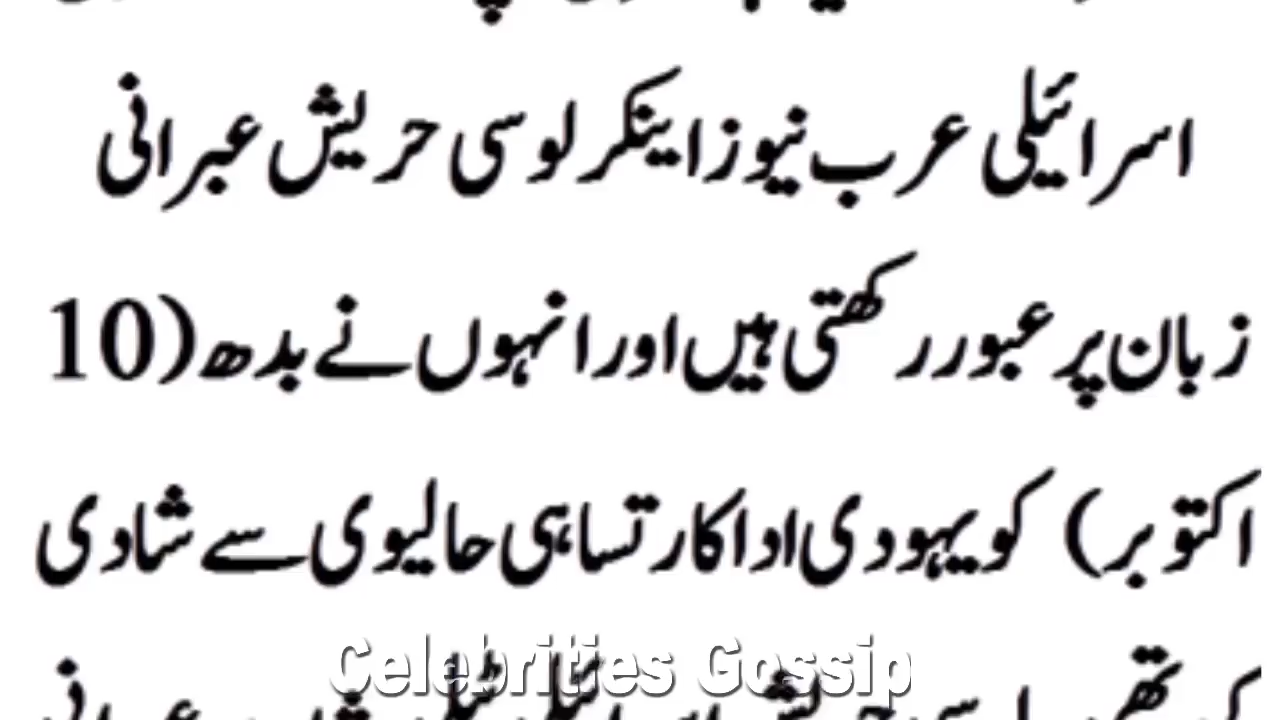 اسرائیلی عرب نیوز اینکر لوسی حریش عبرانی
زبان پر عبور رکھتی ہیں اور انہوں نے بدھ (10
اکتوبر) کو یہودی اداکار تساہی حالیوی سے شادی
Celebrities Gossip